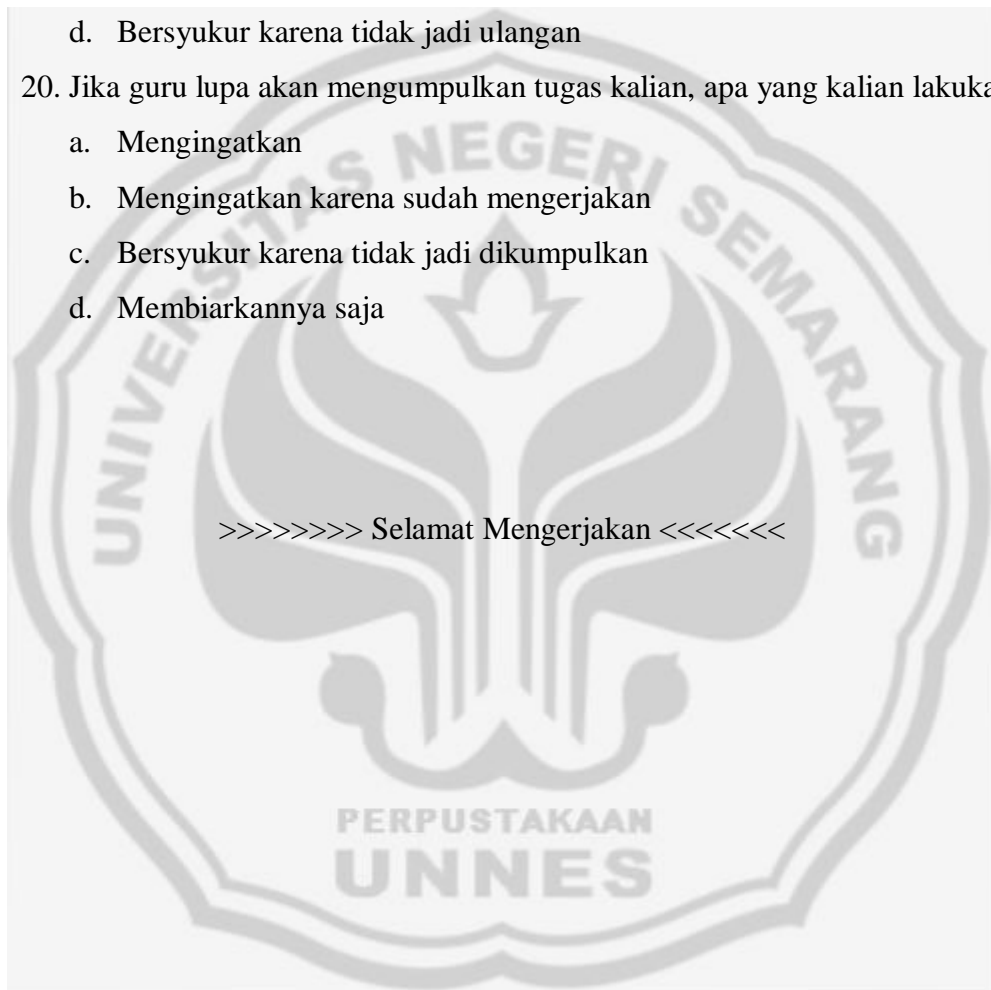 d. Bersyukur karena tidak jadi ulangan
20. Jika guru lupa akan mengumpulkan tugas kalian, apa yang kalian lakuka
a. Mengingatkan
b. Mengingatkan karena sudah mengerjakan
c. Bersyukur karena tidak jadi dikumpulkan
d. Membiarkannya saja
UNIVERSITAS NEGERI SEMARANG
>>>>>>>> Selamat Mengerjakan <<<<<<<
PERPUSTAKAAN
UNNES